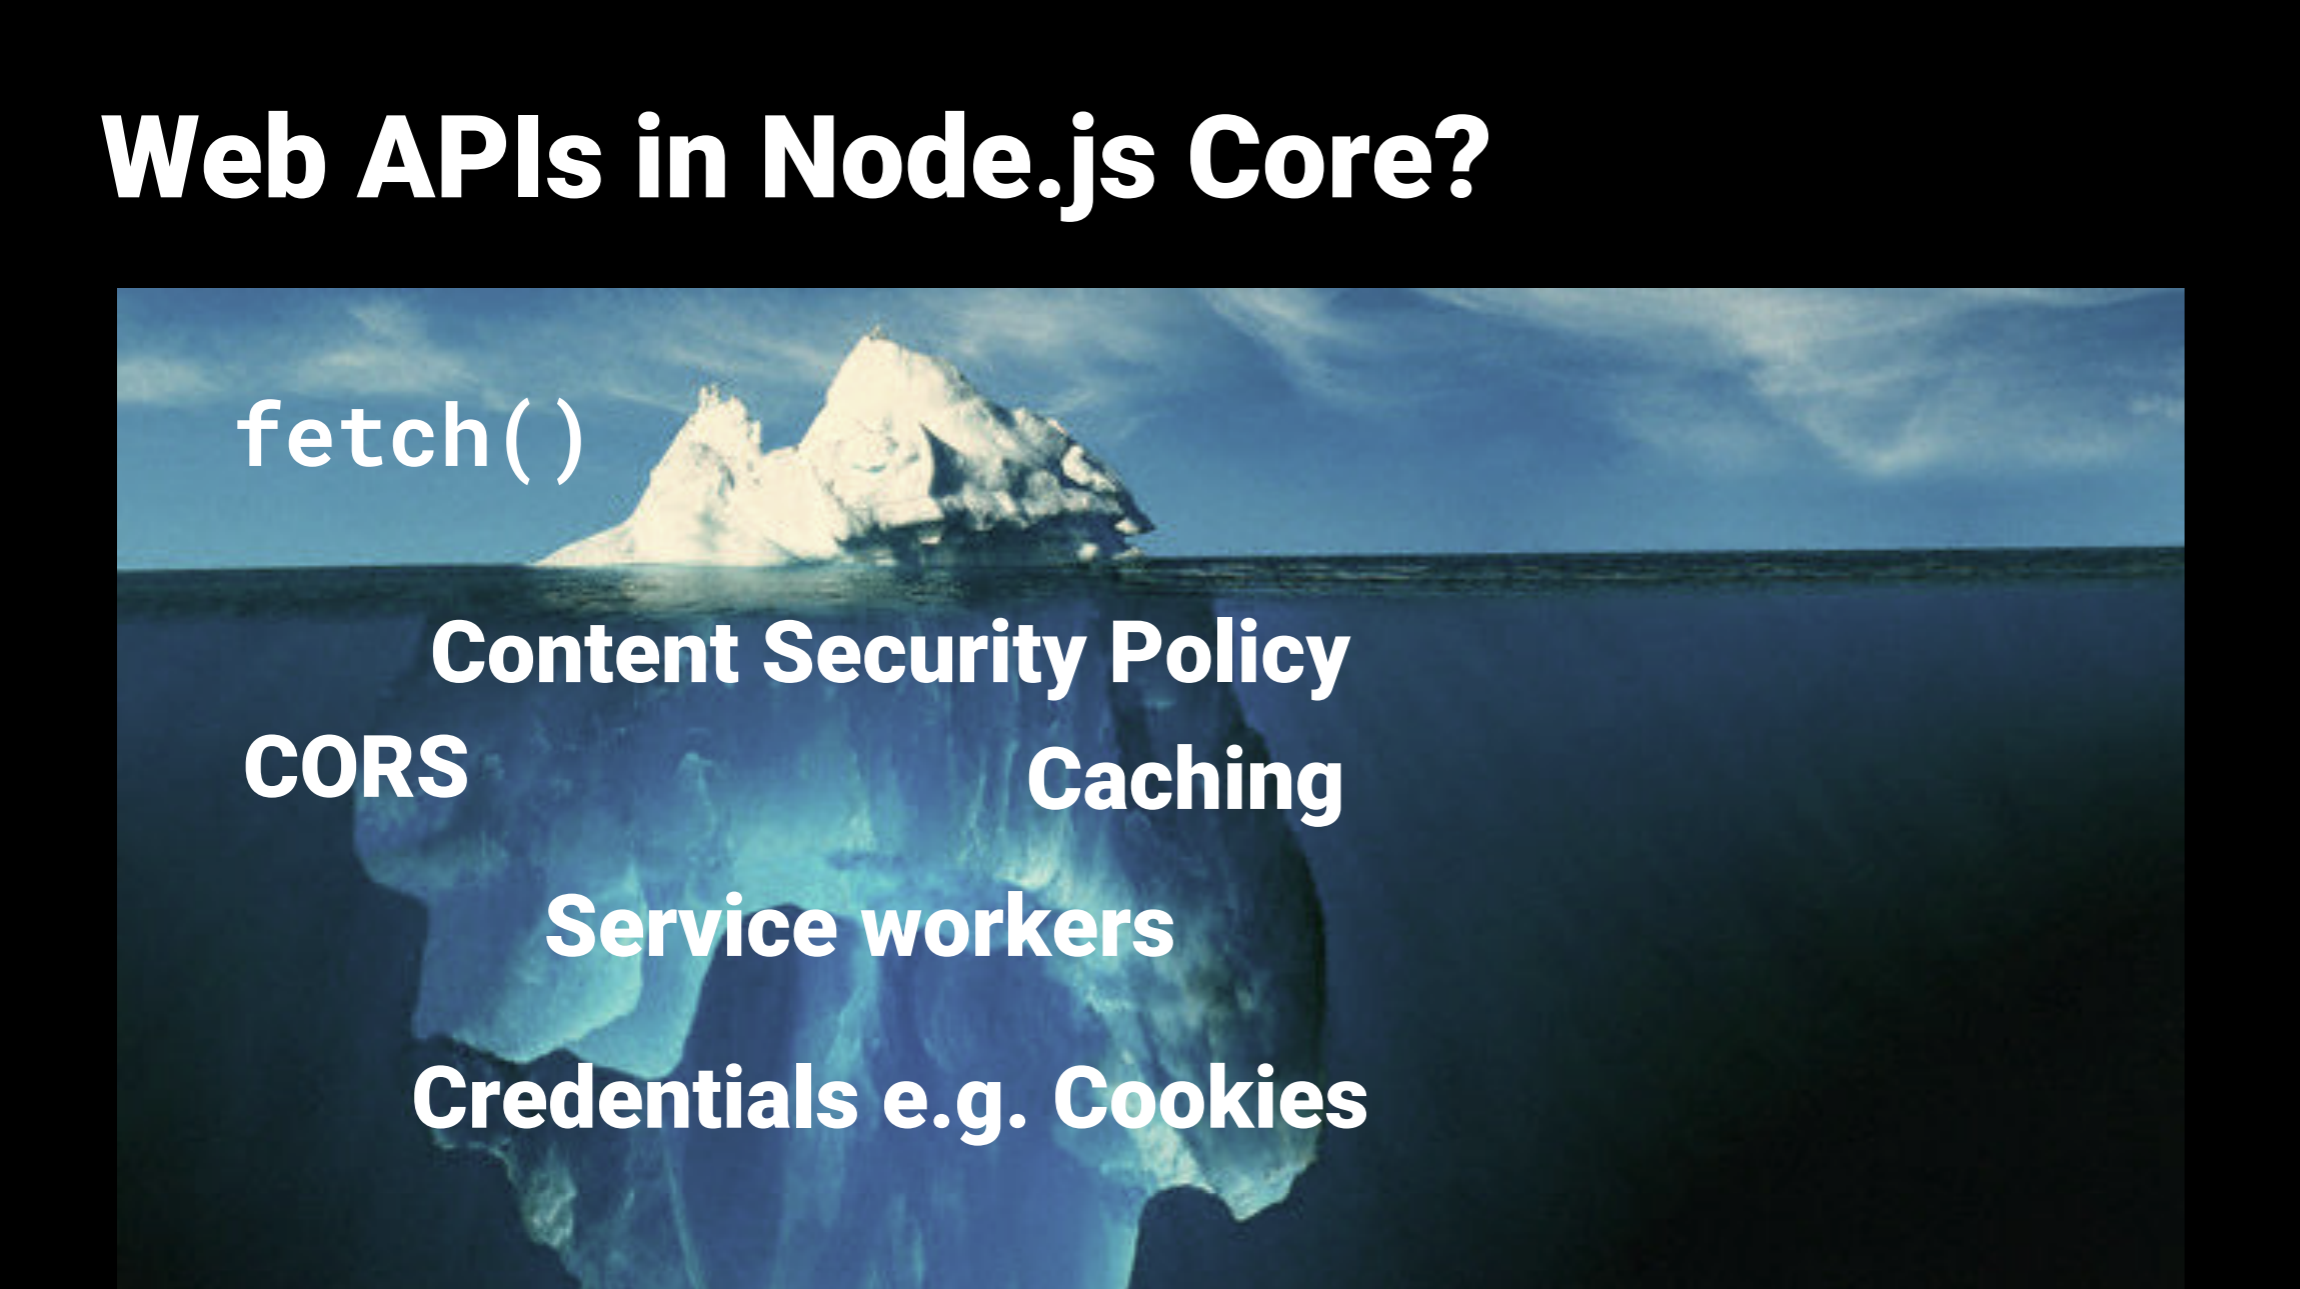 Web APIs in Node.js Core?
fetch()
Content Security Policy
CORS
Caching
Service workers
Credentials e.g. Cookies